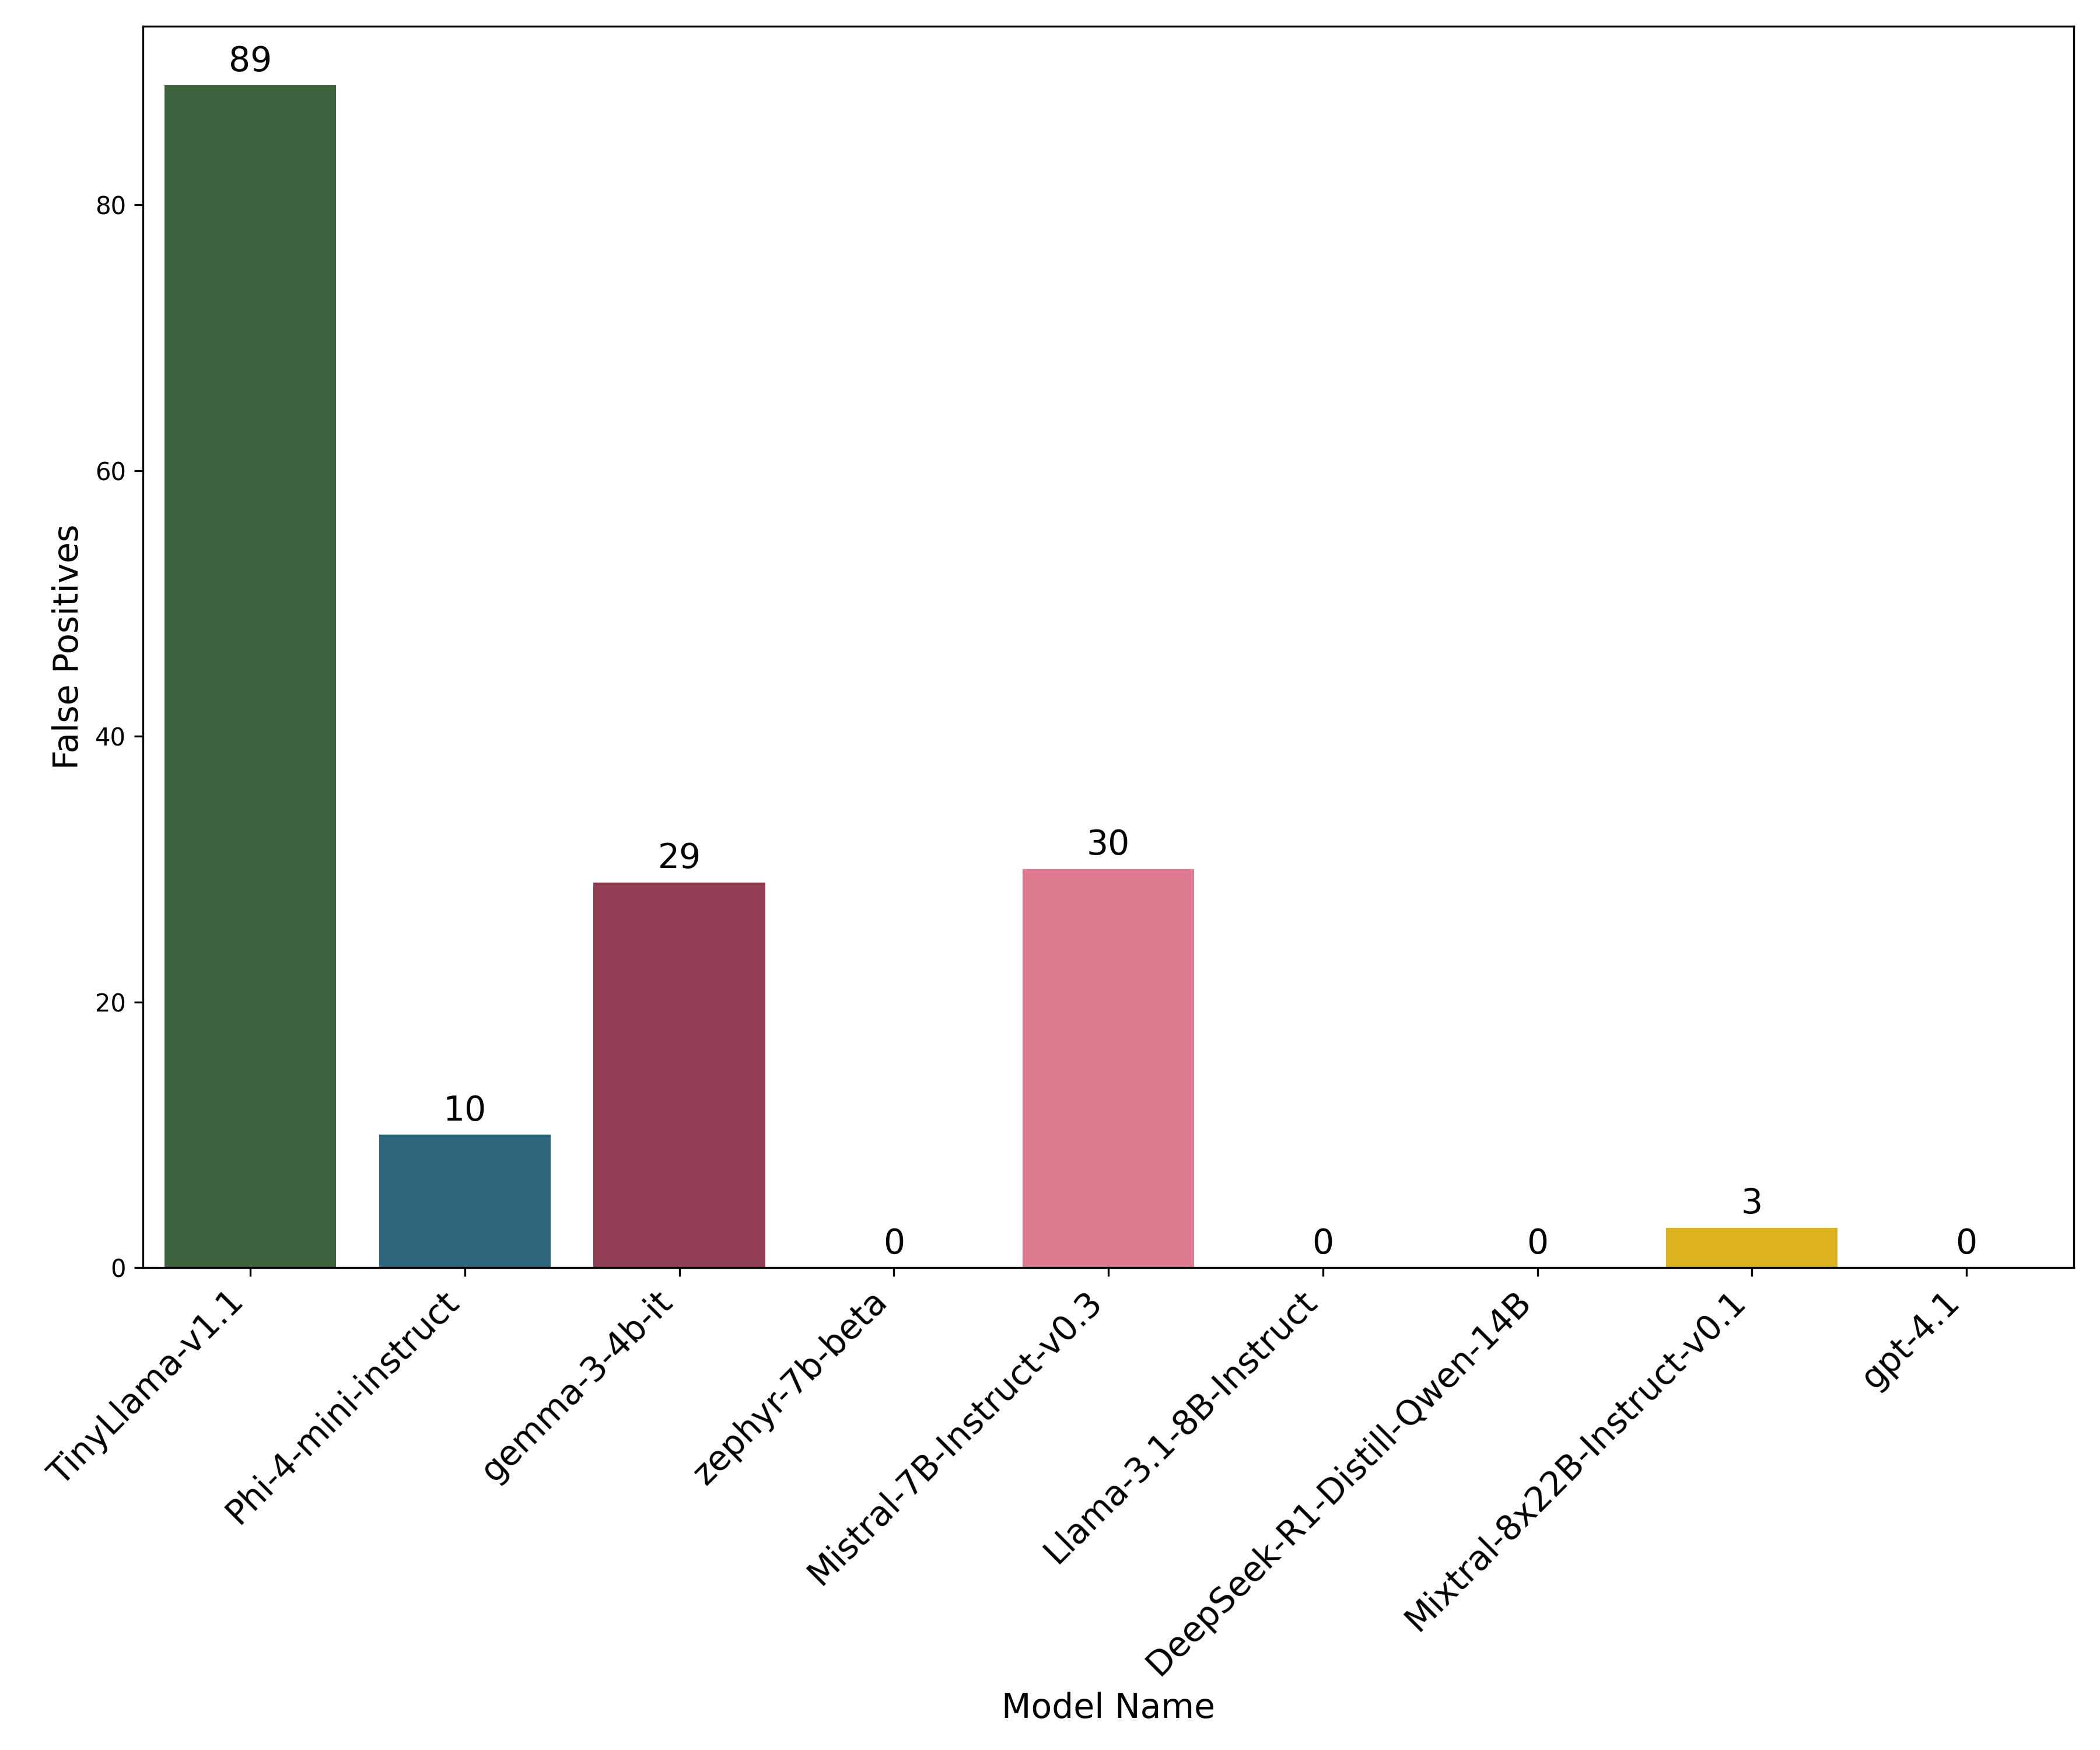 False Positives
80
60
40
20
0
89
10
29
0
30
0
0
3
0
TinyLlama-v1.1
Phi-4-mini-instruct
gemma-3-4b-it
zephyr-7b-beta
Mistral-7B-Instruct-v0.3
Llama-3.1-8B-Instruct
DeepSeek-R1-Distill-Qwen-14B
Mixtral-8x22B-Instruct-v0.1
gpt-4.1
Model Name